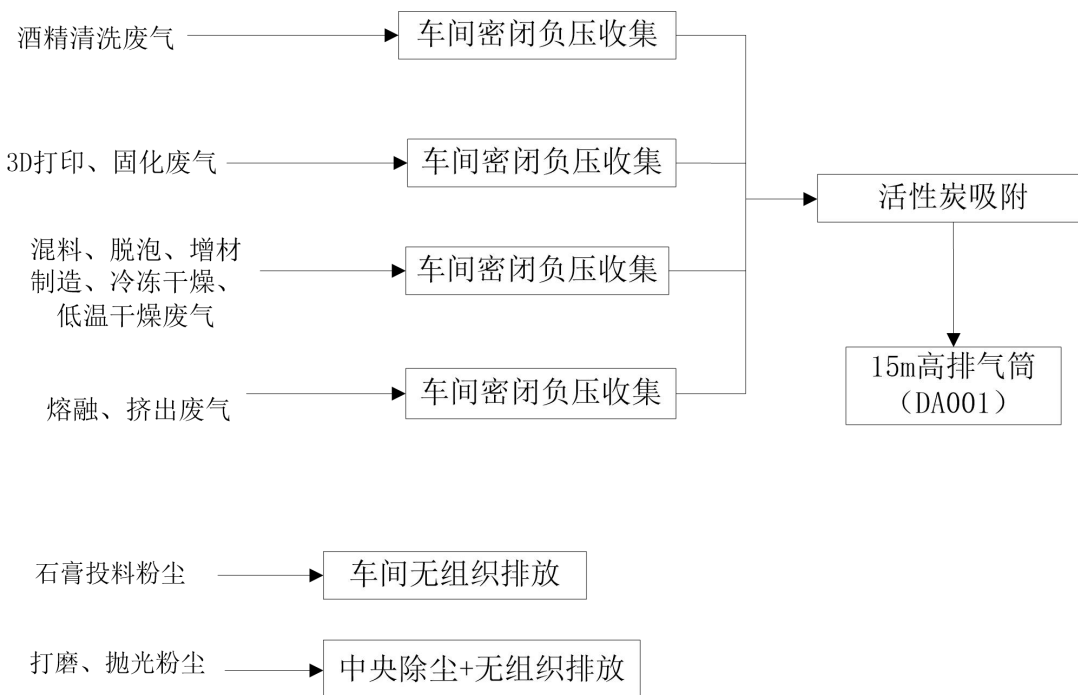 酒精清洗废气
车间密闭负压收集
3D打印、固化废气
车间密闭负压收集
活性炭吸附
混料、脱泡、增材
制造、冷冻干燥、
低温干燥废气
车间密闭负压收集
15m高排气筒
（DA001）
熔融、挤出废气
车间密闭负压收集
石膏投料粉尘
车间无组织排放
打磨、抛光粉尘
中央除尘+无组织排放